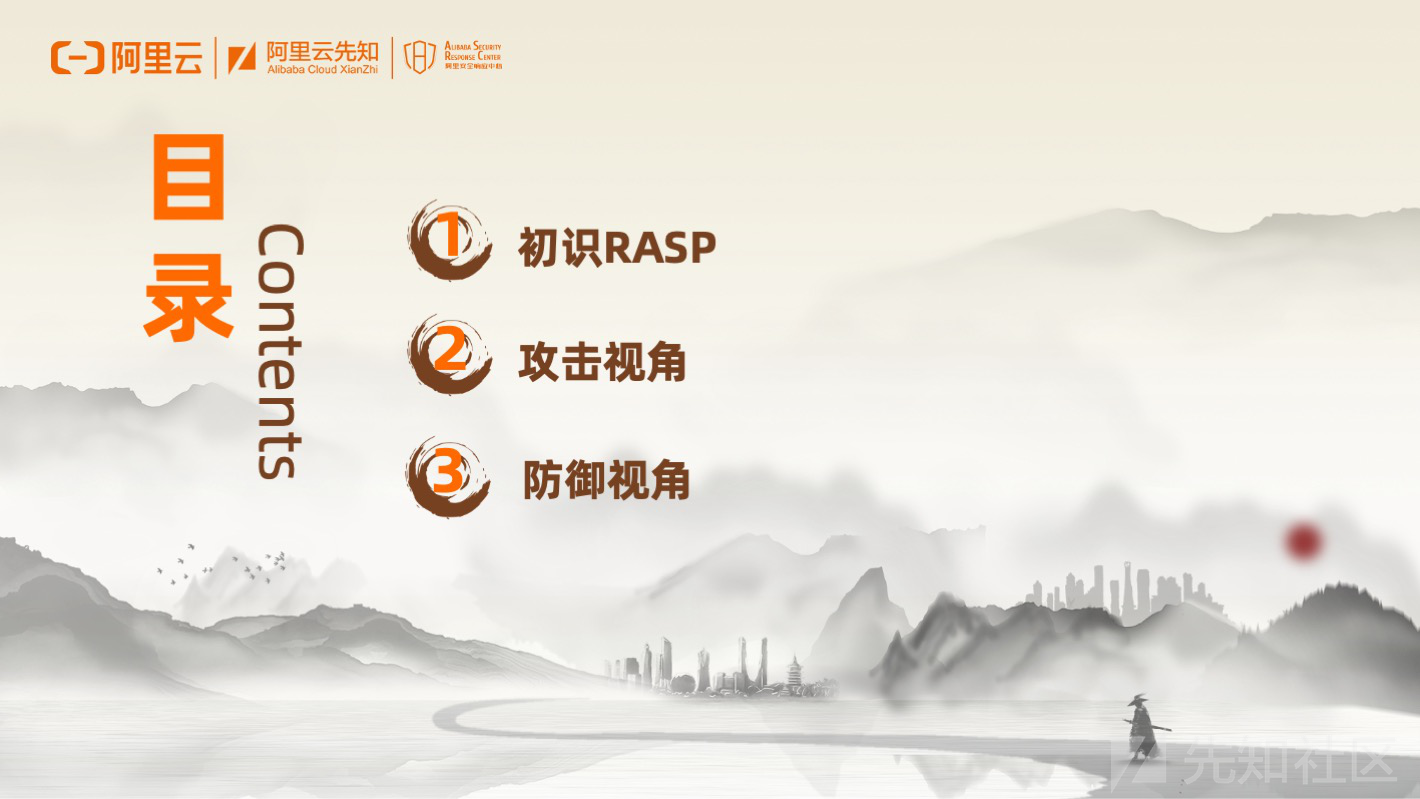 阿里云
阿里云先知
Alibaba Cloud XianZhi
ALIBABA SECURITY
RESPONSE CENTER
阿里安全响应中心
目录
Contents
1 初识RASP
2 攻击视角
3 防御视角
先知社区